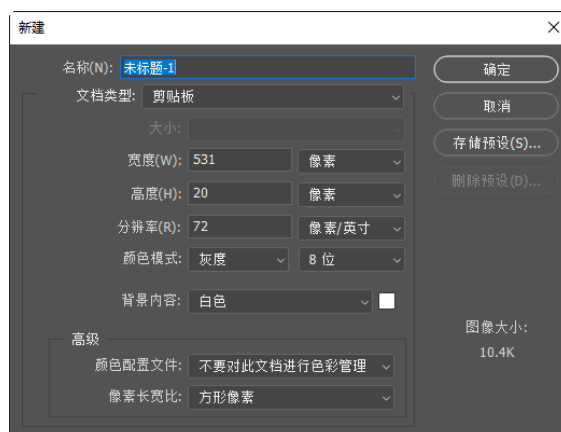 新建
名称(N): 未标题-1
确定
文档类型: 剪贴板
取消
大小:
存储预设(S)...
宽度(W): 531 像素
删除预设(D)...
高度(H): 20 像素
分辨率(R): 72 像素/英寸
颜色模式: 灰度 8 位
背景内容: 白色
图像大小:
10.4K
高级
颜色配置文件: 不要对此文档进行色彩管理
像素长宽比: 方形像素